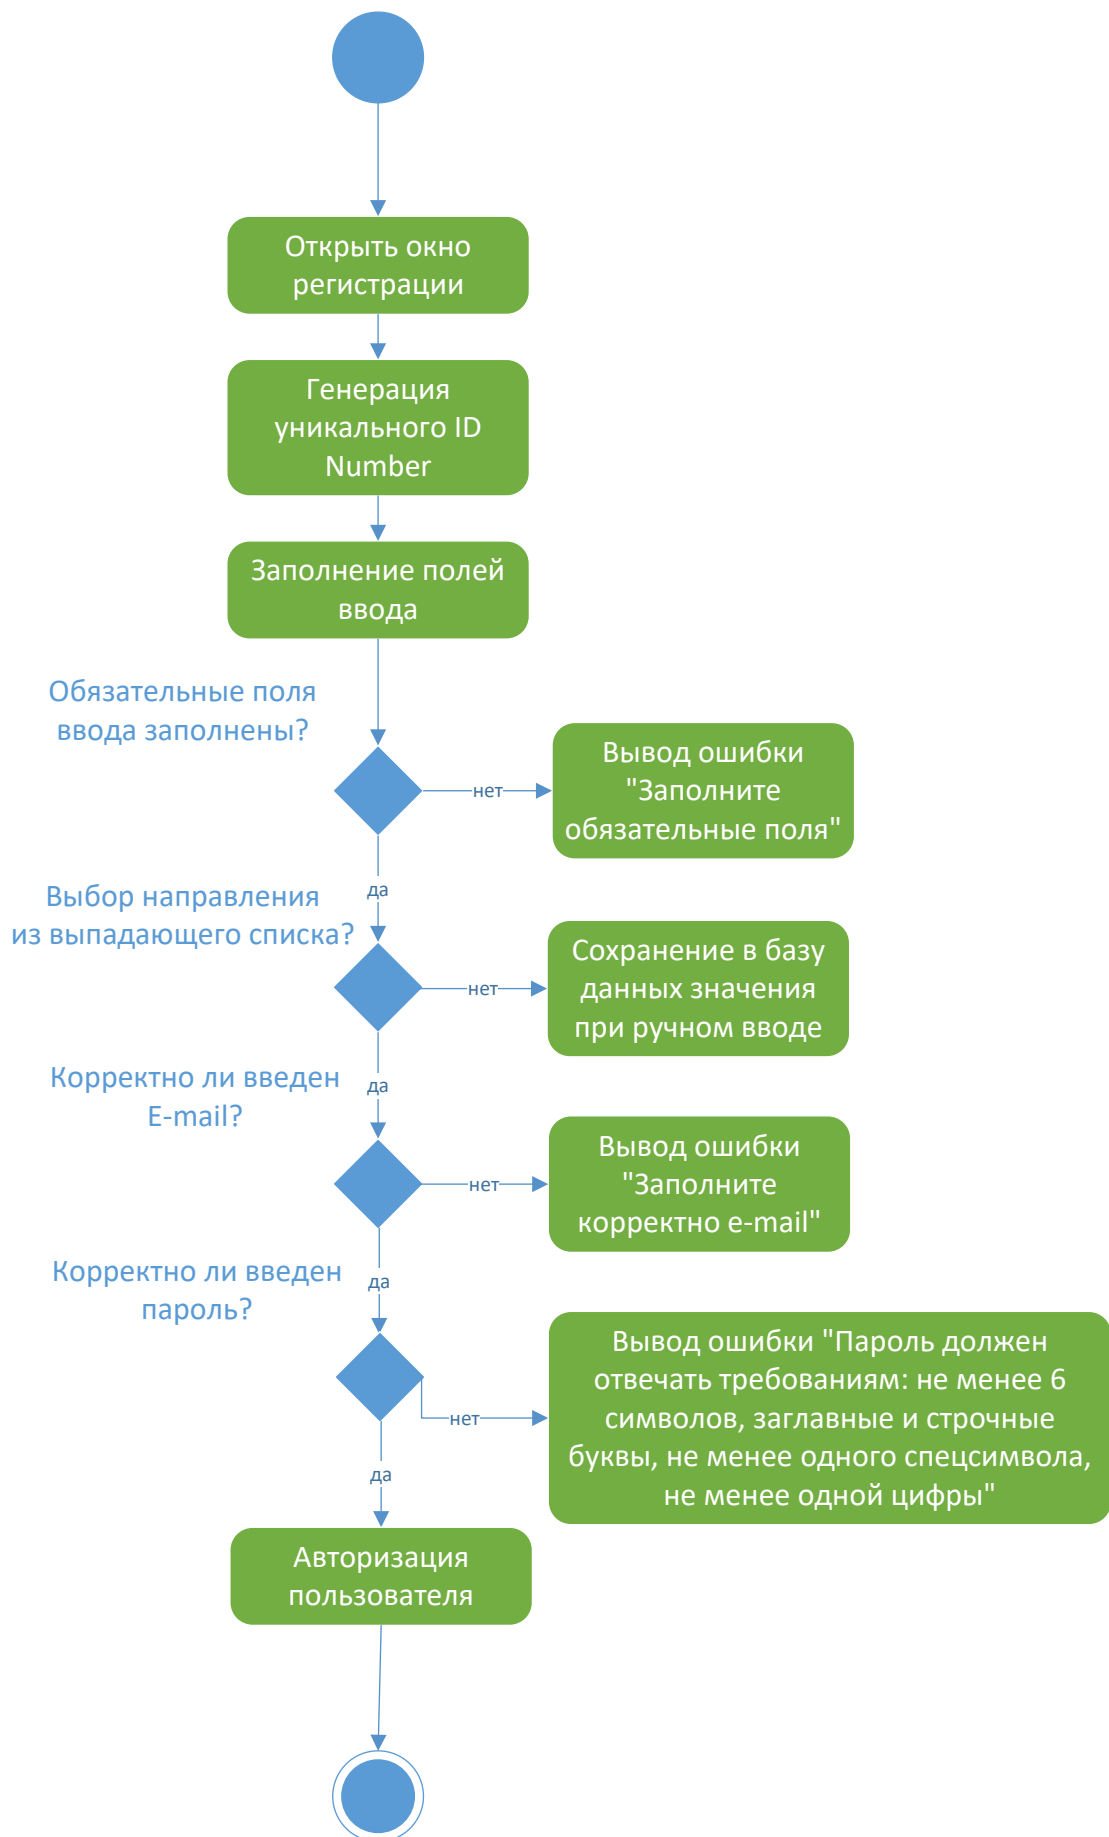 Открыть окно
регистрации
Генерация
уникального ID
Number
Заполнение полей
ввода
Обязательные поля
ввода заполнены?
нет
Вывод ошибки
"Заполните
обязательные поля"
да
Выбор направления
из выпадающего списка?
нет
Сохранение в базу
данных значения
при ручном вводе
да
Корректно ли введен
E-mail?
нет
Вывод ошибки
"Заполните
корректно e-mail"
да
Корректно ли введен
пароль?
нет
Вывод ошибки "Пароль должен
отвечать требованиям: не менее 6
символов, заглавные и строчные
буквы, не менее одного спецсимвола,
не менее одной цифры"
да
Авторизация
пользователя